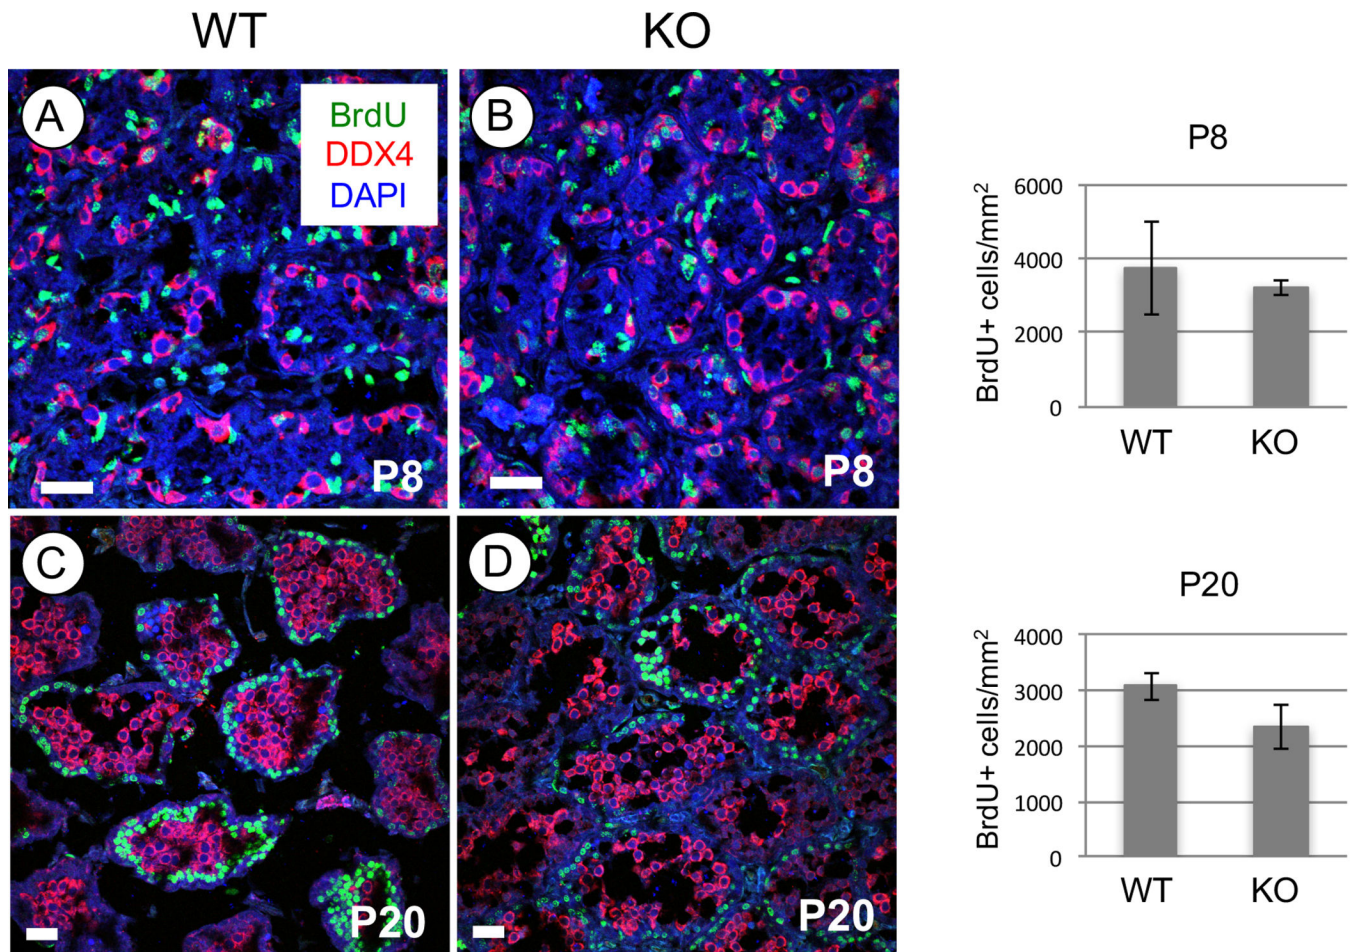 WT
KO
A
BrdU
DDX4
DAPI
P8
B
P8
C
P20
D
P20
P8
BrdU+ cells/mm²
6000
4000
2000
0
WT
KO
P20
BrdU+ cells/mm²
4000
3000
2000
1000
0
WT
KO